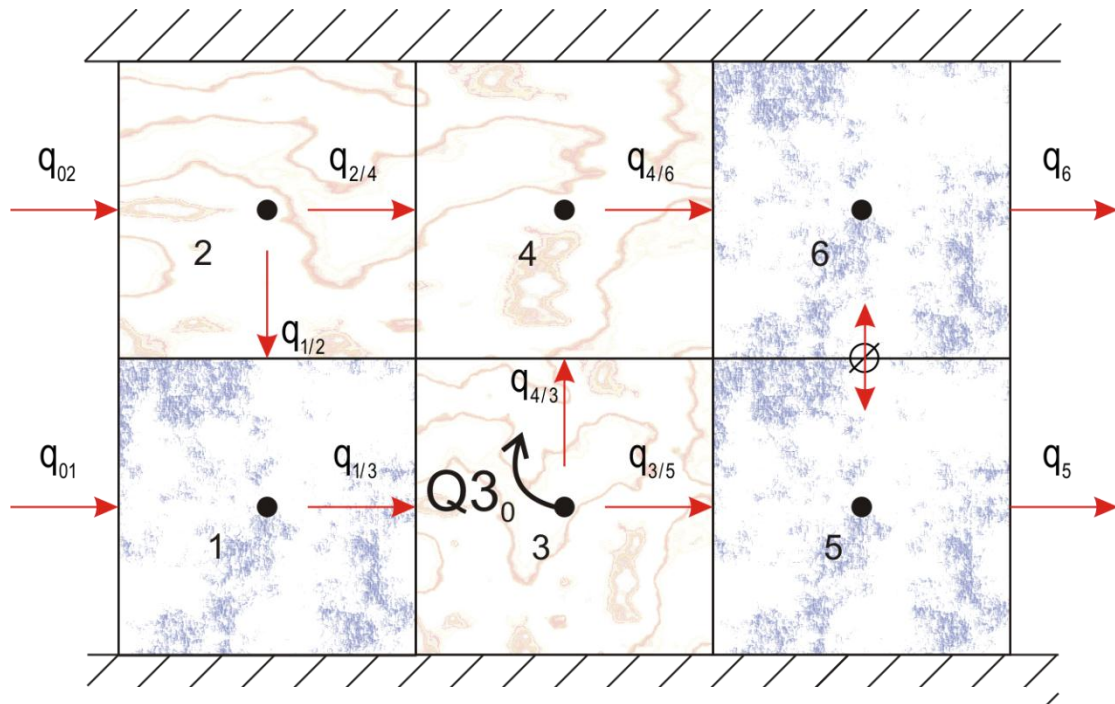 q₀₂
q₂/₄
q₄/₆
q₆
2
4
6
q₁/₂
q₄/₃
q₀₁
q₁/₃
Q3₀
q₃/₅
q₅
1
3
5